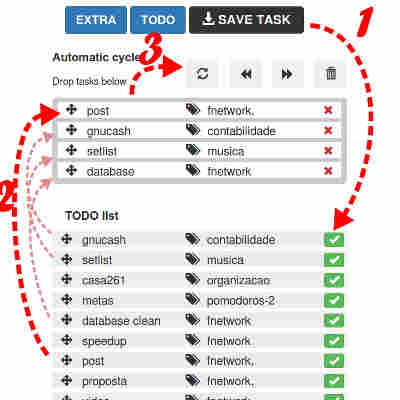 EXTRA TODO SAVE TASK 1
Automatic cycle
3
Drop tasks below
post fnetwork,
gnucash contabilidade
setlist musica
database fnetwork
2
TODO list
gnucash contabilidade
setlist musica
casa261 organizacao
metas pomodoros-2
database clean fnetwork
speedup fnetwork
post fnetwork,
proposta fnetwork,